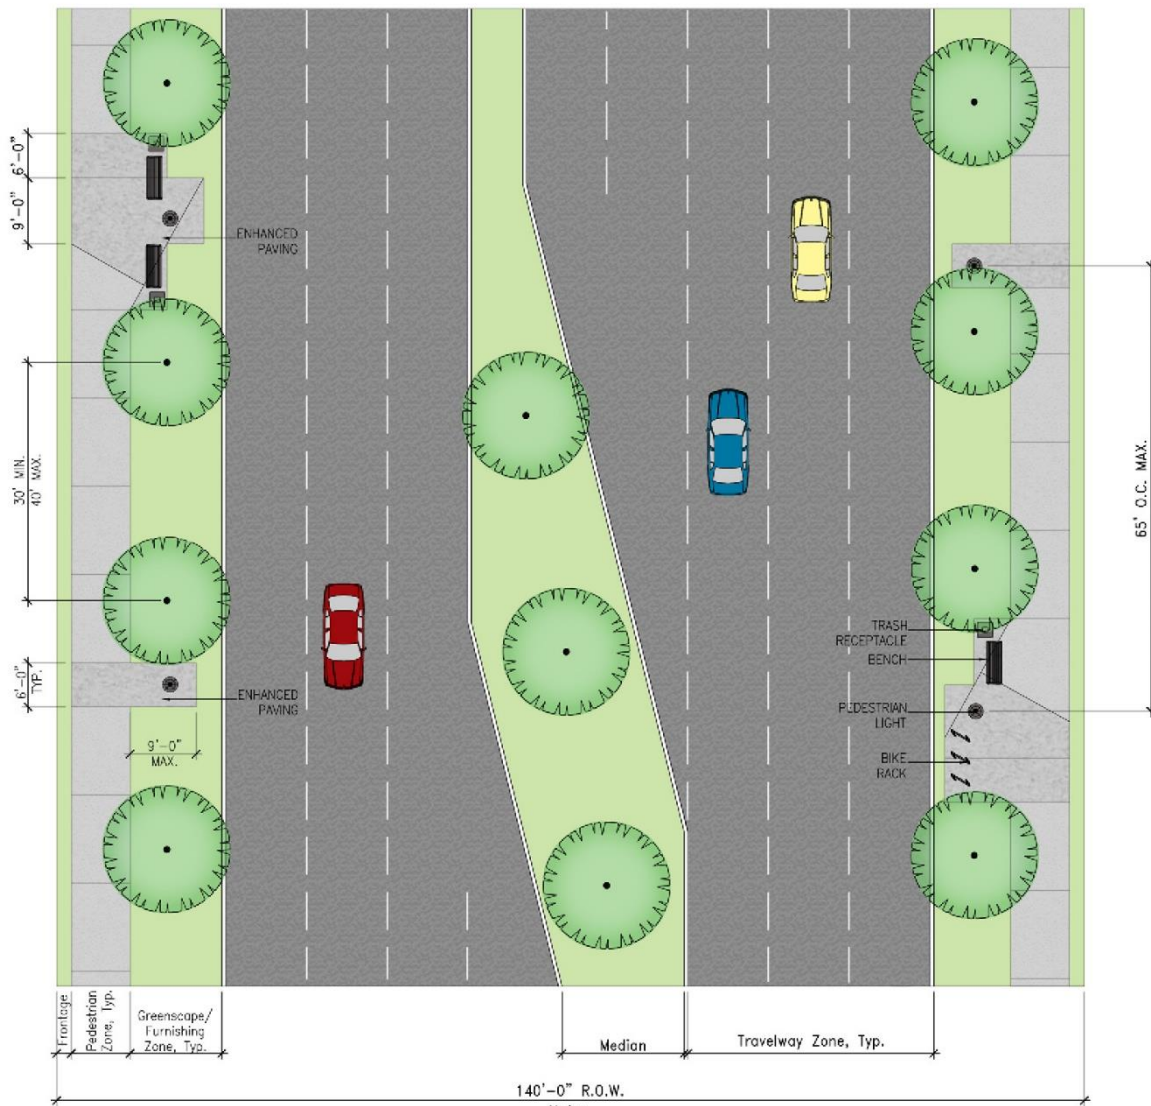 6'-0"
9'-0"
ENHANCED
PAVING
30' MIN.
40' MAX.
65' O.C. MAX.
TRASH
RECEPTACLE
BENCH
6'-0"
TYP.
ENHANCED
PAVING
PEDESTRIAN
LIGHT
9'-0"
MAX.
BIKE
RACK
Frontage
Pedestrian
Zone, Typ.
Greenscape/
Furnishing
Zone, Typ.
Median
Travelway Zone, Typ.
140'-0" R.O.W.